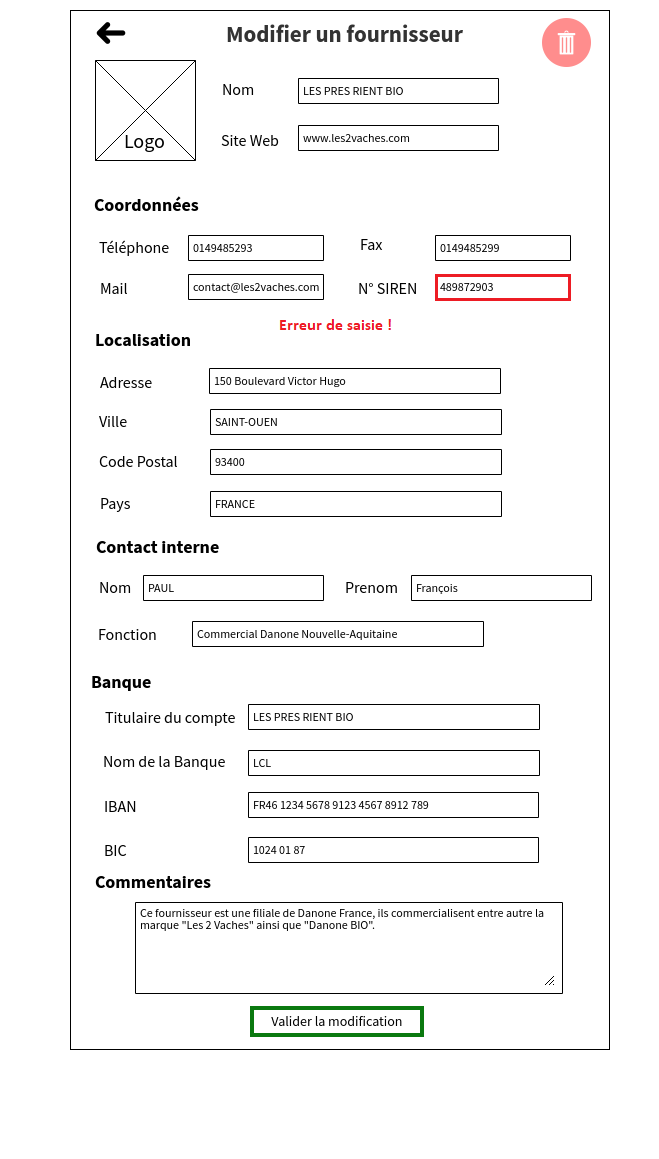 Modifier un fournisseur
Logo
Nom
LES PRES RIENT BIO
Site Web
www.les2vaches.com
Coordonnées
Téléphone
0149485293
Fax
0149485299
Mail
contact@les2vaches.com
N° SIREN
489872903
Erreur de saisie !
Localisation
Adresse
150 Boulevard Victor Hugo
Ville
SAINT-OUEN
Code Postal
93400
Pays
FRANCE
Contact interne
Nom
PAUL
Prenom
François
Fonction
Commercial Danone Nouvelle-Aquitaine
Banque
Titulaire du compte
LES PRES RIENT BIO
Nom de la Banque
LCL
IBAN
FR46 1234 5678 9123 4567 8912 789
BIC
1024 01 87
Commentaires
Ce fournisseur est une filiale de Danone France, ils commercialisent entre autre la
marque "Les 2 Vaches" ainsi que "Danone BIO".
Valider la modification